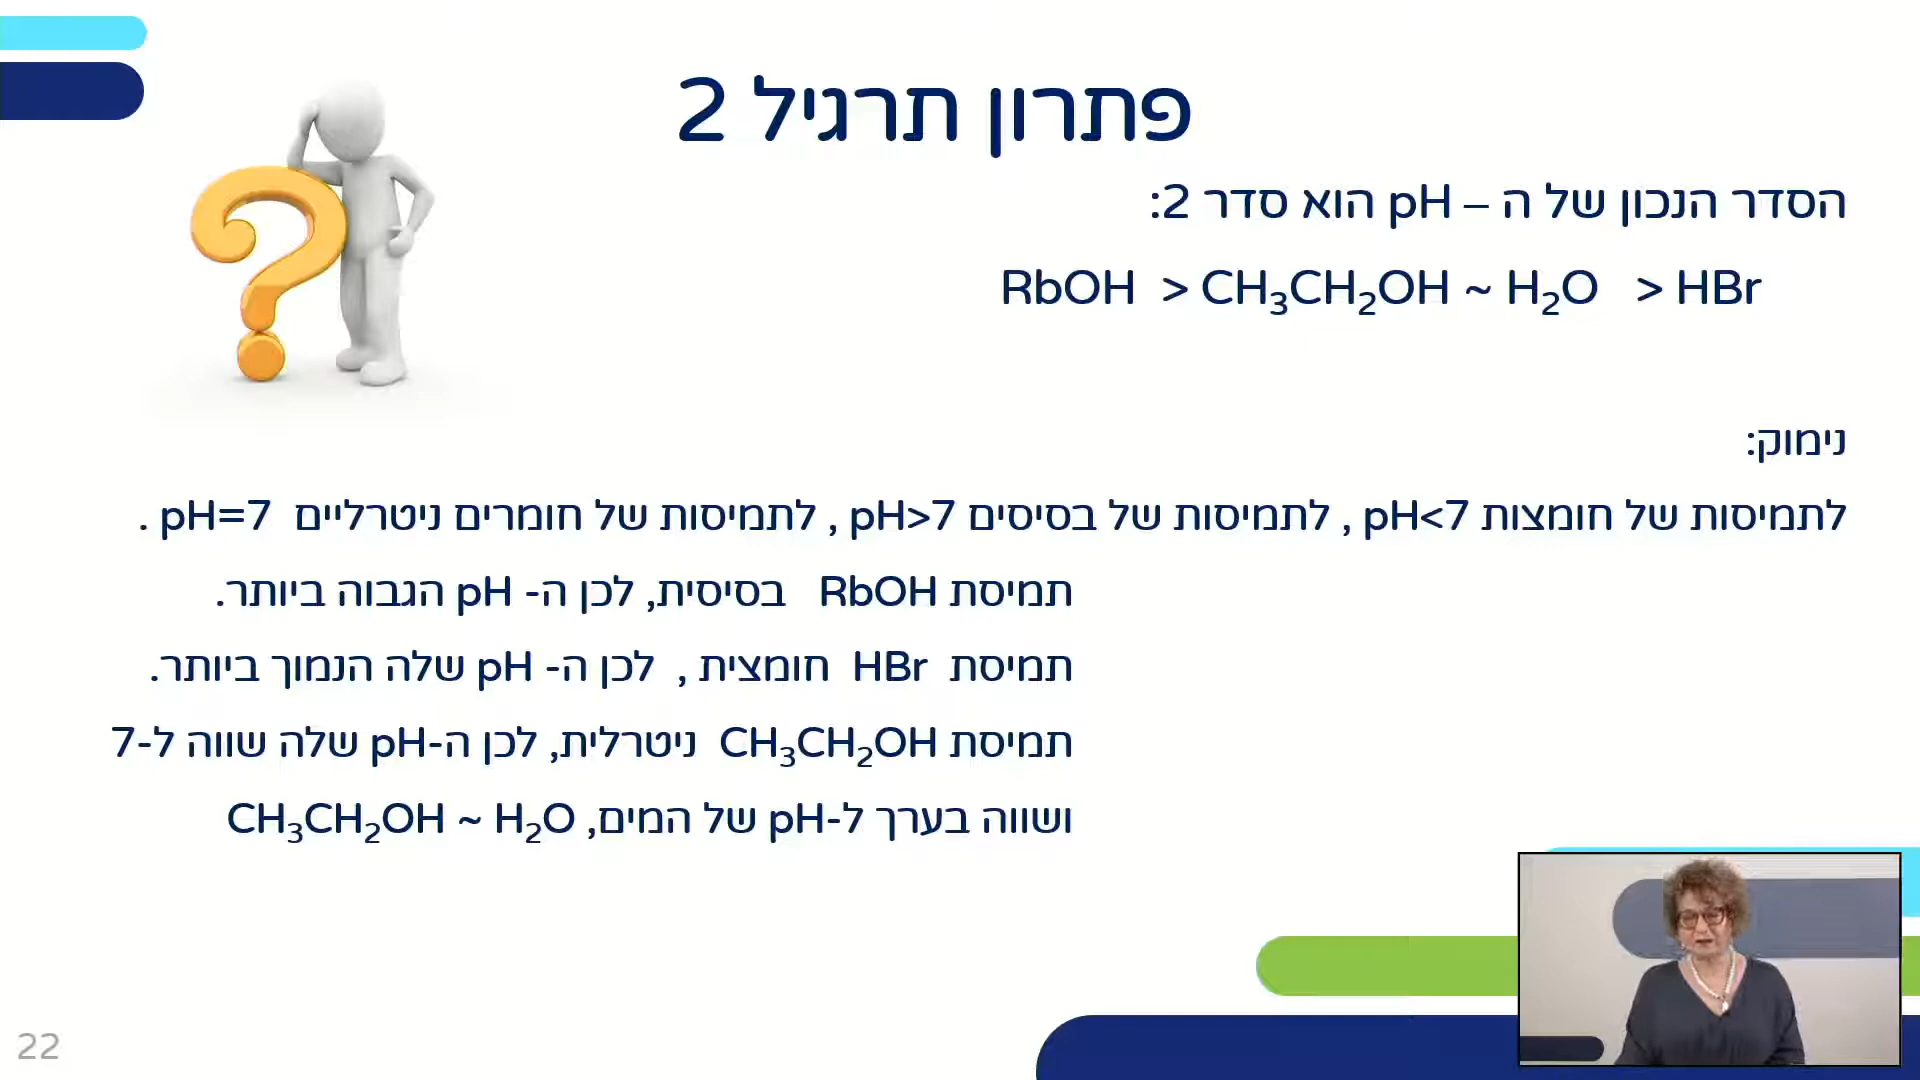 פתרון תרגיל 2
הסדר הנכון של ה – pH הוא סדר 2:
RbOH > CH₃CH₂OH ~ H₂O > HBr
נימוק:
לתמיסות של חומצות pH<7 , לתמיסות של בסיסים pH>7 , לתמיסות של חומרים ניטרליים pH=7 .
תמיסת RbOH בסיסית, לכן ה- pH הגבוה ביותר.
תמיסת HBr חומצית , לכן ה- pH שלה הנמוך ביותר.
תמיסת CH₃CH₂OH ניטרלית, לכן ה-pH שלה שווה ל-7
ושווה בערך ל-pH של המים, CH₃CH₂OH ~ H₂O
22